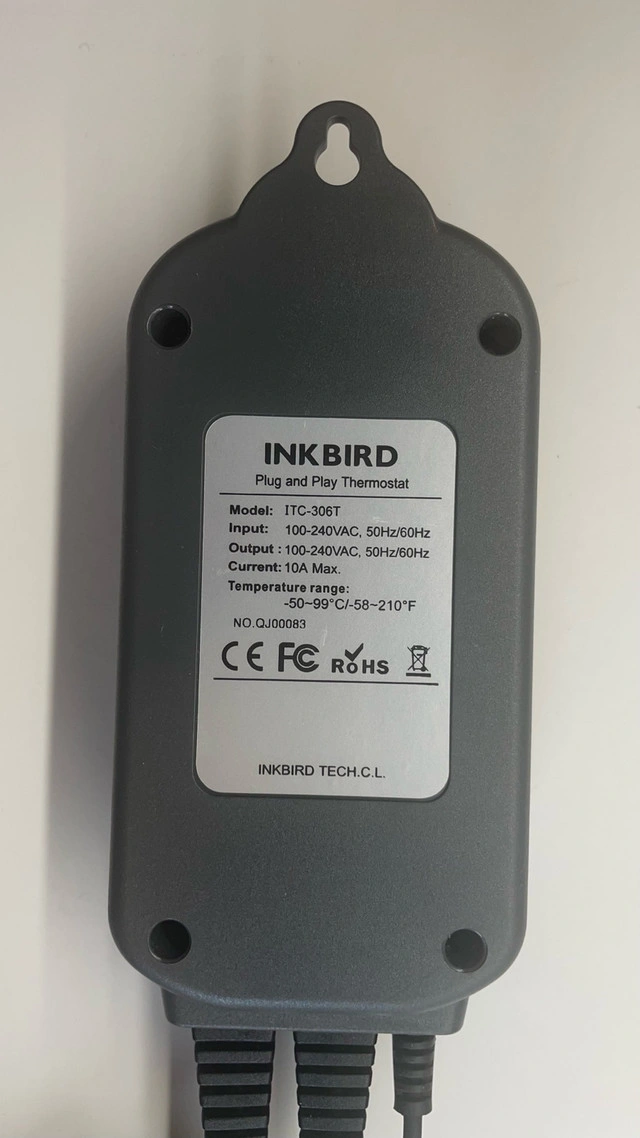 INKBIRD
Plug and Play Thermostat
Model: ITC-306T
Input: 100-240VAC, 50Hz/60Hz
Output : 100-240VAC, 50Hz/60Hz
Current: 10A Max.
Temperature range:
-50~99°C/-58~210°F
NO.QJ00083
CE FC RoHS
INKBIRD TECH.C.L.